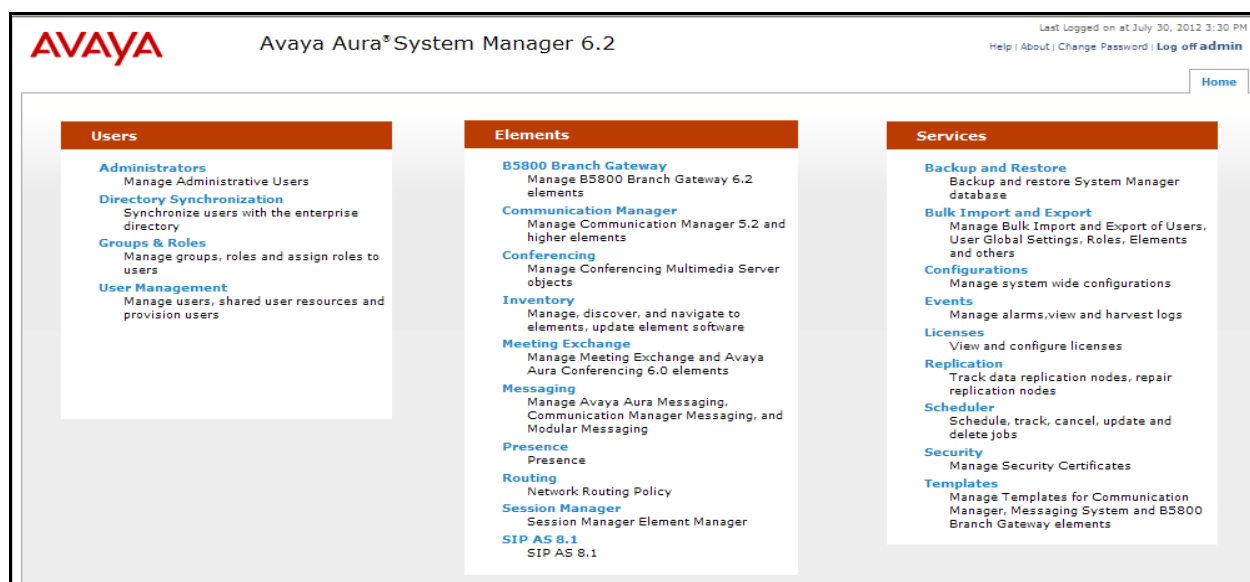 AVAYA
Avaya Aura® System Manager 6.2
Last Logged on at July 30, 2012 3:30 PM
Help | About | Change Password | Log off admin
Home
Users
Administrators
Manage Administrative Users
Directory Synchronization
Synchronize users with the enterprise
directory
Groups & Roles
Manage groups, roles and assign roles to
users
User Management
Manage users, shared user resources and
provision users
Elements
B5800 Branch Gateway
Manage B5800 Branch Gateway 6.2
elements
Communication Manager
Manage Communication Manager 5.2 and
higher elements
Conferencing
Manage Conferencing Multimedia Server
objects
Inventory
Manage, discover, and navigate to
elements, update element software
Meeting Exchange
Manage Meeting Exchange and Avaya
Aura Conferencing 6.0 elements
Messaging
Manage Avaya Aura Messaging,
Communication Manager Messaging, and
Modular Messaging
Presence
Presence
Routing
Network Routing Policy
Session Manager
Session Manager Element Manager
SIP AS 8.1
SIP AS 8.1
Services
Backup and Restore
Backup and restore System Manager
database
Bulk Import and Export
Manage Bulk Import and Export of Users,
User Global Settings, Roles, Elements
and others
Configurations
Manage system wide configurations
Events
Manage alarms,view and harvest logs
Licenses
View and configure licenses
Replication
Track data replication nodes, repair
replication nodes
Scheduler
Schedule, track, cancel, update and
delete jobs
Security
Manage Security Certificates
Templates
Manage Templates for Communication
Manager, Messaging System and B5800
Branch Gateway elements